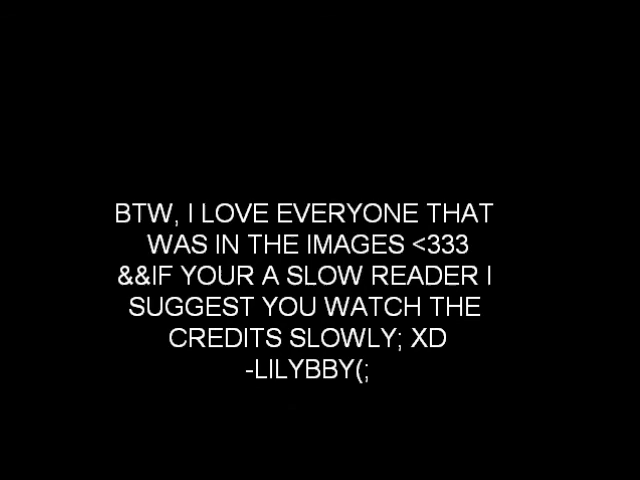 BTW, I LOVE EVERYONE THAT
WAS IN THE IMAGES <333
&&IF YOUR A SLOW READER I
SUGGEST YOU WATCH THE
CREDITS SLOWLY; XD
-LILYBBY(;